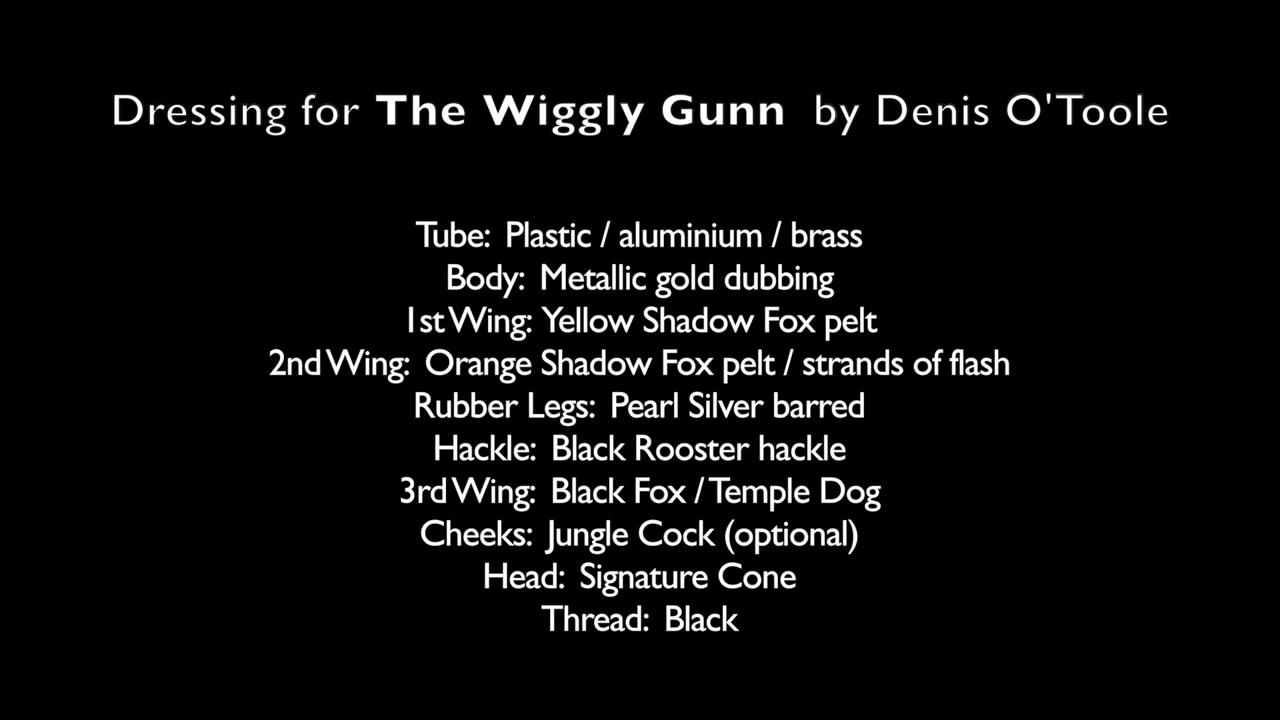 Dressing for The Wiggly Gunn by Denis O'Toole
Tube: Plastic / aluminium / brass
Body: Metallic gold dubbing
1st Wing: Yellow Shadow Fox pelt
2nd Wing: Orange Shadow Fox pelt / strands of flash
Rubber Legs: Pearl Silver barred
Hackle: Black Rooster hackle
3rd Wing: Black Fox / Temple Dog
Cheeks: Jungle Cock (optional)
Head: Signature Cone
Thread: Black